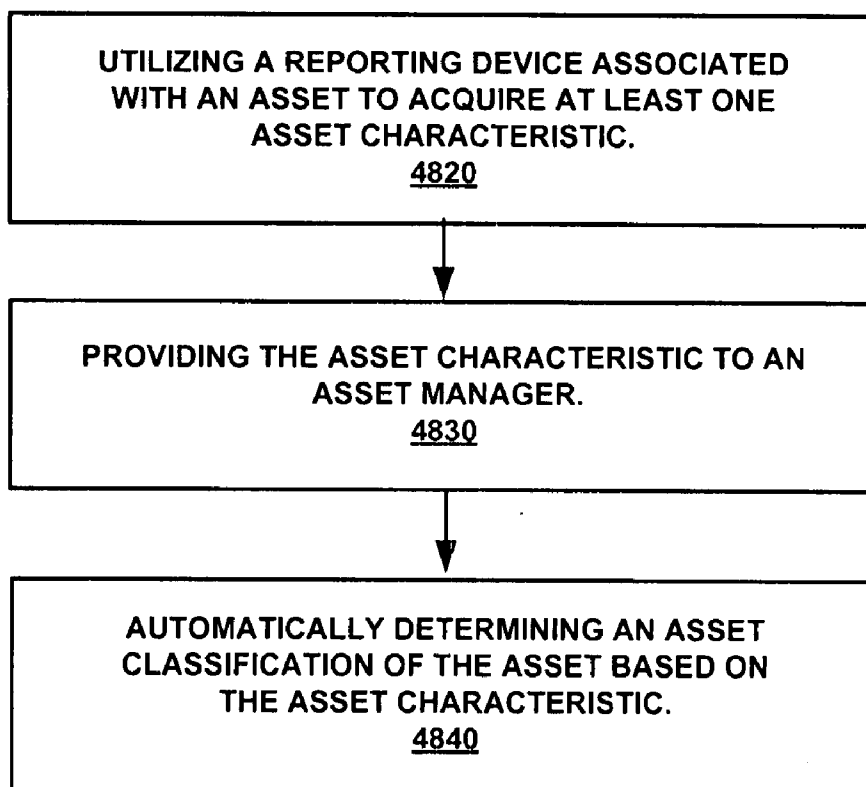 UTILIZING A REPORTING DEVICE ASSOCIATED
WITH AN ASSET TO ACQUIRE AT LEAST ONE
ASSET CHARACTERISTIC.
4820
PROVIDING THE ASSET CHARACTERISTIC TO AN
ASSET MANAGER.
4830
AUTOMATICALLY DETERMINING AN ASSET
CLASSIFICATION OF THE ASSET BASED ON
THE ASSET CHARACTERISTIC.
4840